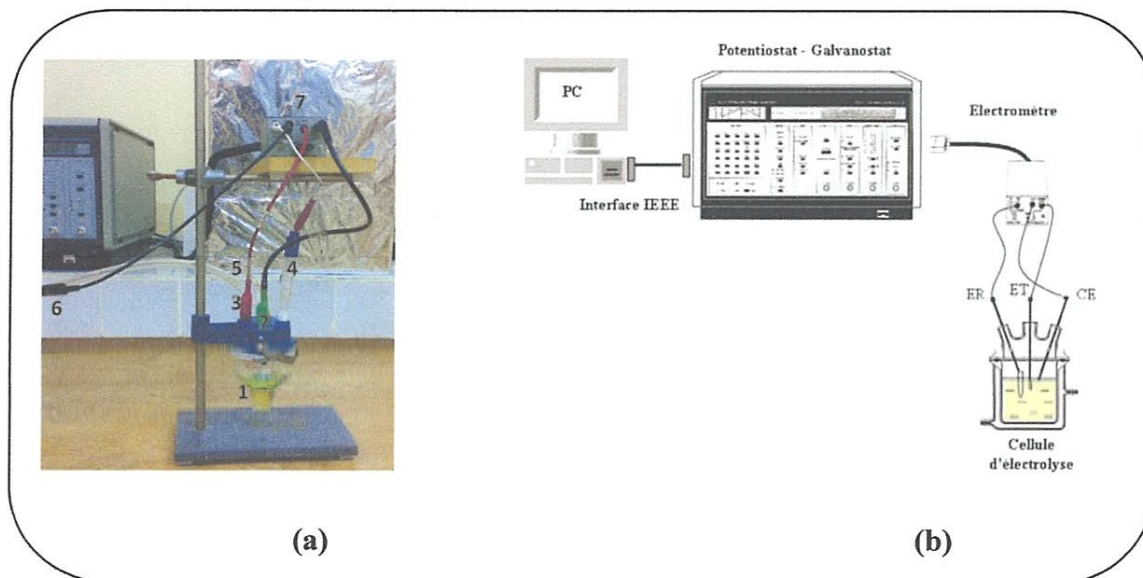 7
5
4
6
3
2
1
(a)
Potentiostat - Galvanostat
PC
Electromètre
Interface IEEE
ER
ET
CE
Cellule
d'électrolyse
(b)